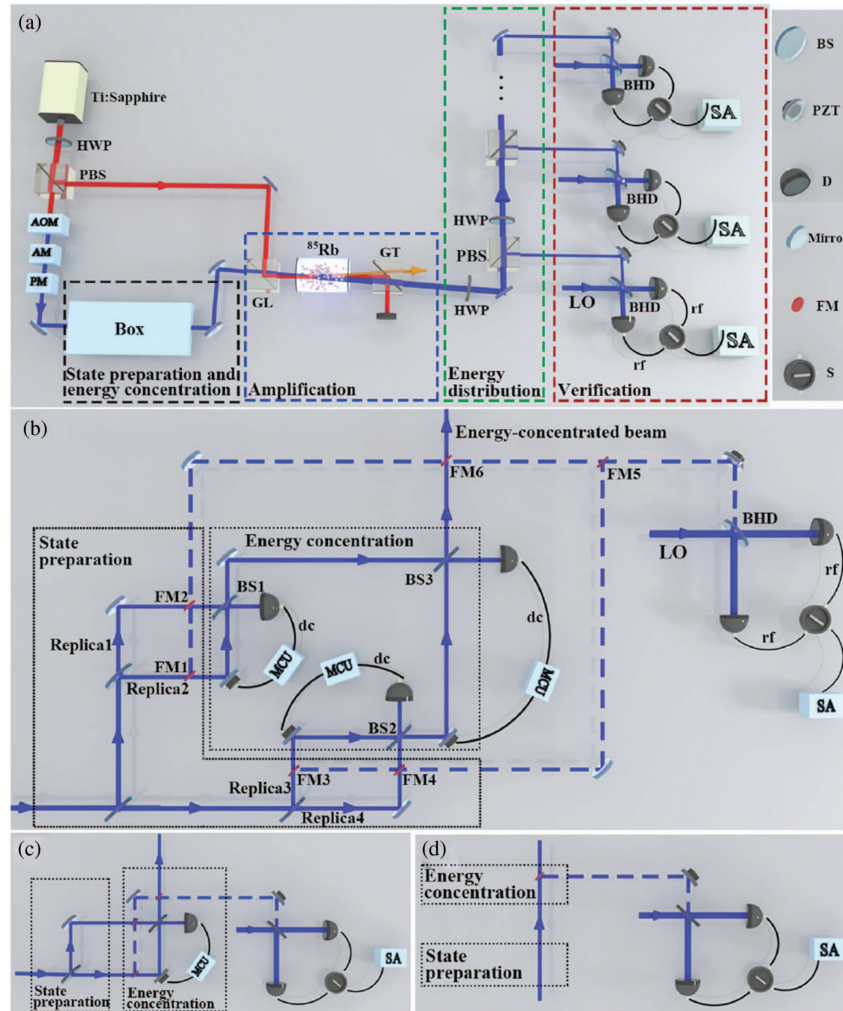 (a)
Ti:Sapphire
HWP
PBS
AOM
AM
PM
Box
State preparation and
energy concentration
85Rb
GT
GL
Amplification
HWP
HWP
PBS
Energy
distribution
BHD
SA
BHD
SA
LO
BHD
rf
rf
SA
Verification
BS
PZT
D
Mirro
FM
S
(b)
Energy-concentrated beam
FM6
FM5
State
preparation
Energy concentration
BS1
BS3
FM2
Replica1
FM1
Replica2
dc
MCU
MCU
dc
dc
MCU
BS2
Replica3
FM3
FM4
Replica4
BHD
LO
rf
rf
SA
(c)
State
preparation
Energy
concentration
MCU
SA
(d)
Energy
concentration
State
preparation
SA